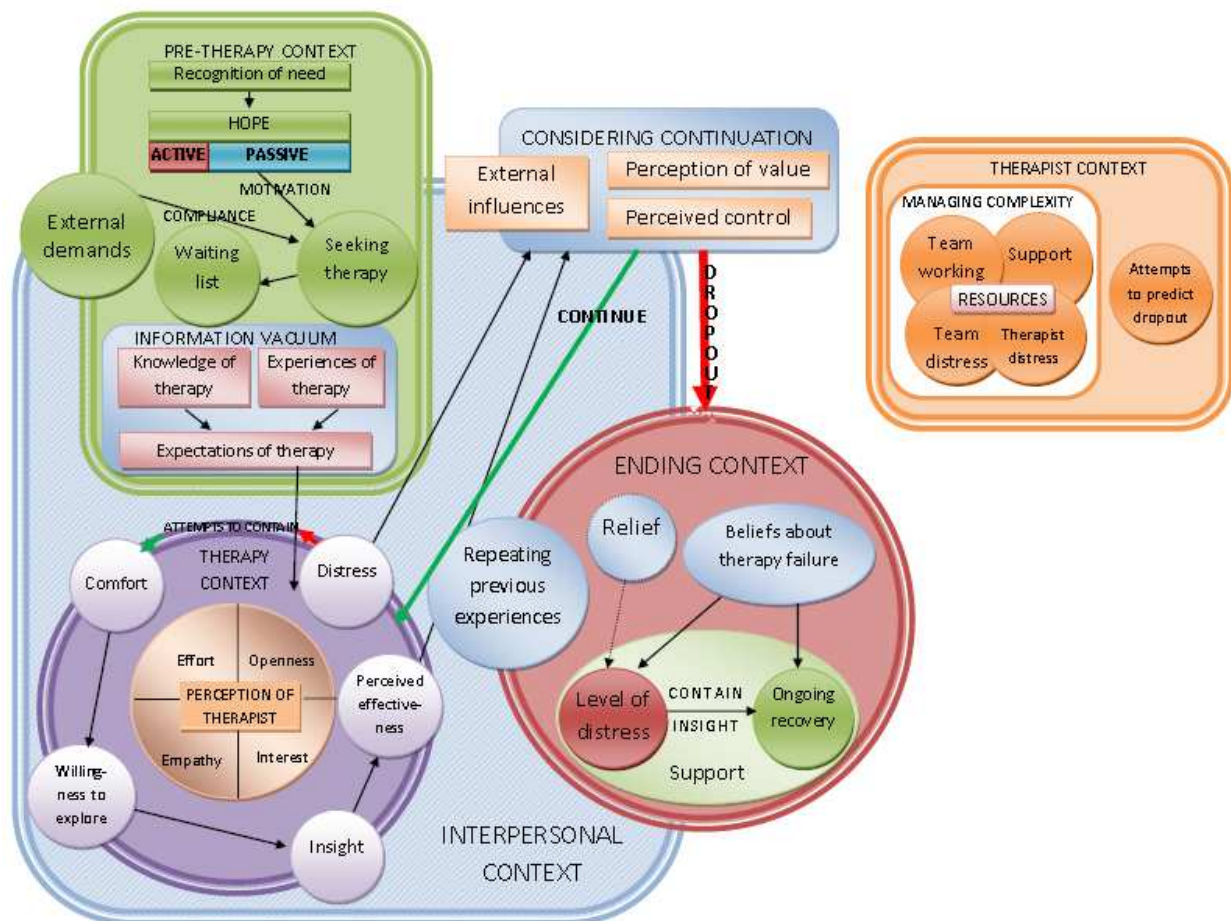 PRE-THERAPY CONTEXT
Recognition of need
HOPE
ACTIVE
PASSIVE
MOTIVATION
COMPLIANCE
External
demands
Waiting
list
Seeking
therapy
INFORMATION VACUUM
Knowledge of
therapy
Experiences of
therapy
Expectations of therapy
CONSIDERING CONTINUATION
External
influences
Perception of value
Perceived control
CONTINUE
DROPOUT
THERAPIST CONTEXT
MANAGING COMPLEXITY
Team
working
Support
RESOURCES
Team
distress
Therapist
distress
Attempts
to predict
dropout
ATTEMPTS TO CONTAIN
THERAPY
CONTEXT
Comfort
Distress
Effort
Openness
PERCEPTION OF
THERAPIST
Empathy
Interest
Perceived
effective-
ness
Willing-
ness to
explore
Insight
INTERPERSONAL
CONTEXT
ENDING CONTEXT
Relief
Beliefs about
therapy failure
Repeating
previous
experiences
Level of
distress
CONTAIN
INSIGHT
Ongoing
recovery
Support